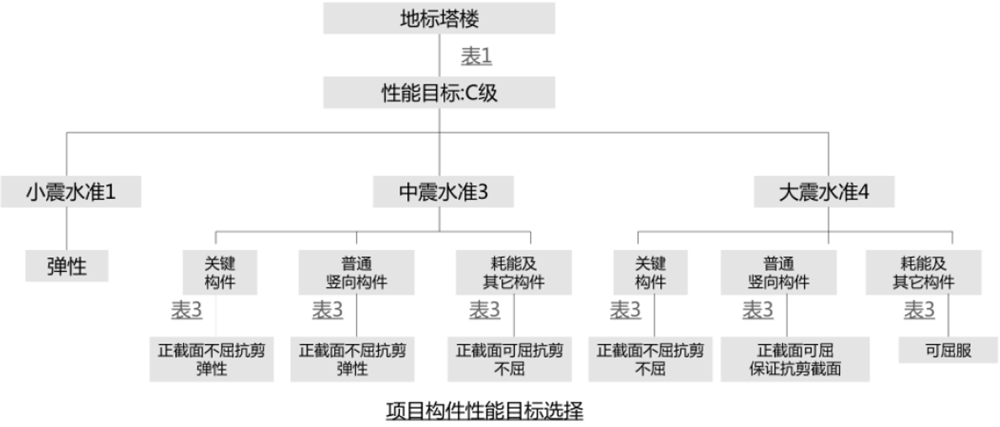 地标塔楼
表1
性能目标:C级
小震水准1
中震水准3
大震水准4
弹性
关键
构件
普通
竖向构件
耗能及
其它构件
关键
构件
普通
竖向构件
耗能及
其它构件
表3
表3
表3
表3
表3
表3
正截面不屈抗剪
弹性
正截面不屈抗剪
弹性
正截面可屈抗剪
不屈
正截面不屈抗剪
不屈
正截面可屈
保证抗剪截面
可屈服
项目构件性能目标选择